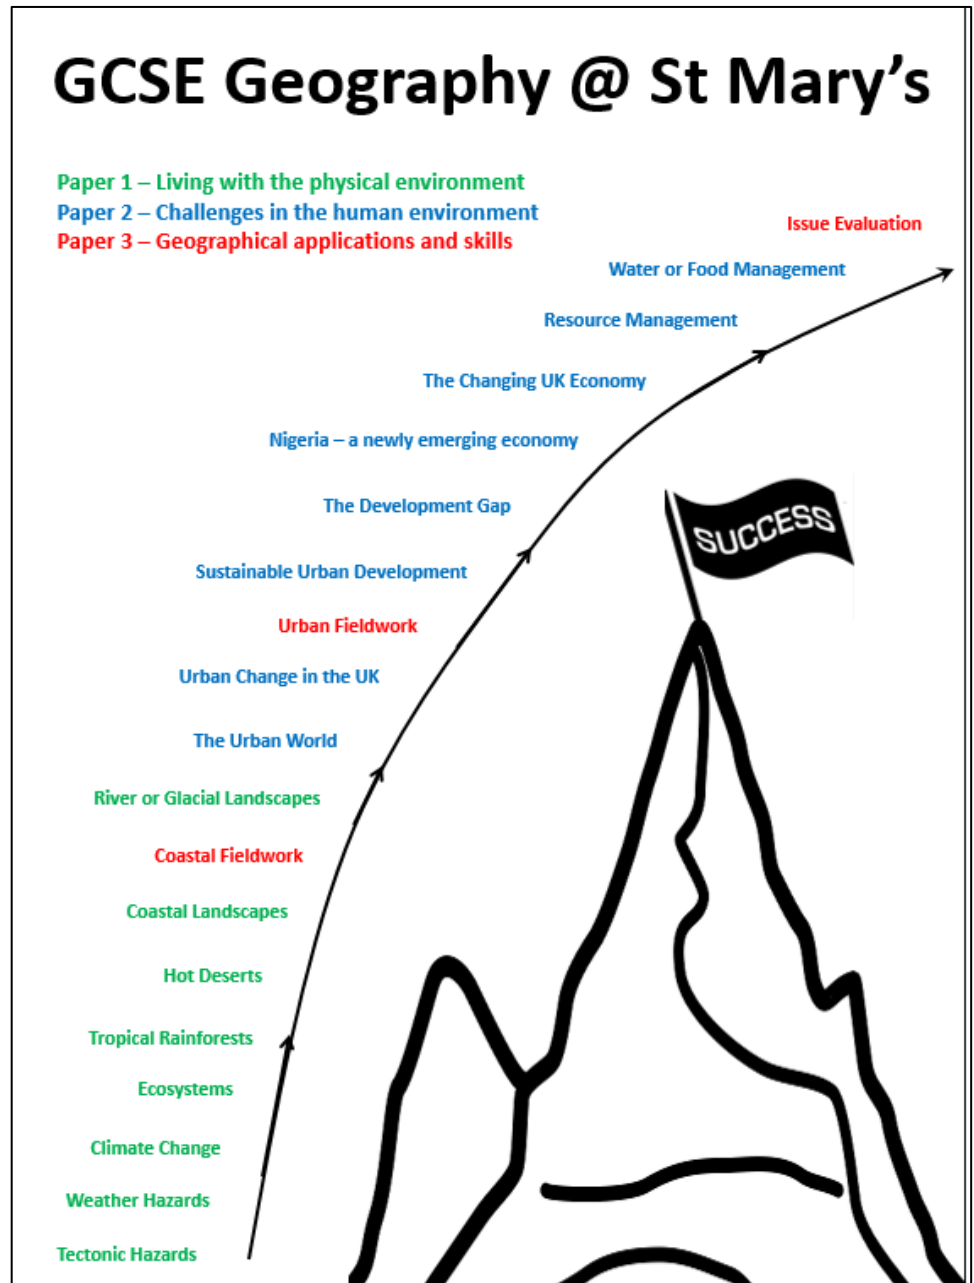 GCSE Geography @ St Mary's
Paper 1 – Living with the physical environment
Paper 2 – Challenges in the human environment
Paper 3 – Geographical applications and skills
Issue Evaluation
Water or Food Management
Resource Management
The Changing UK Economy
Nigeria – a newly emerging economy
The Development Gap
SUCCESS
Sustainable Urban Development
Urban Fieldwork
Urban Change in the UK
The Urban World
River or Glacial Landscapes
Coastal Fieldwork
Coastal Landscapes
Hot Deserts
Tropical Rainforests
Ecosystems
Climate Change
Weather Hazards
Tectonic Hazards